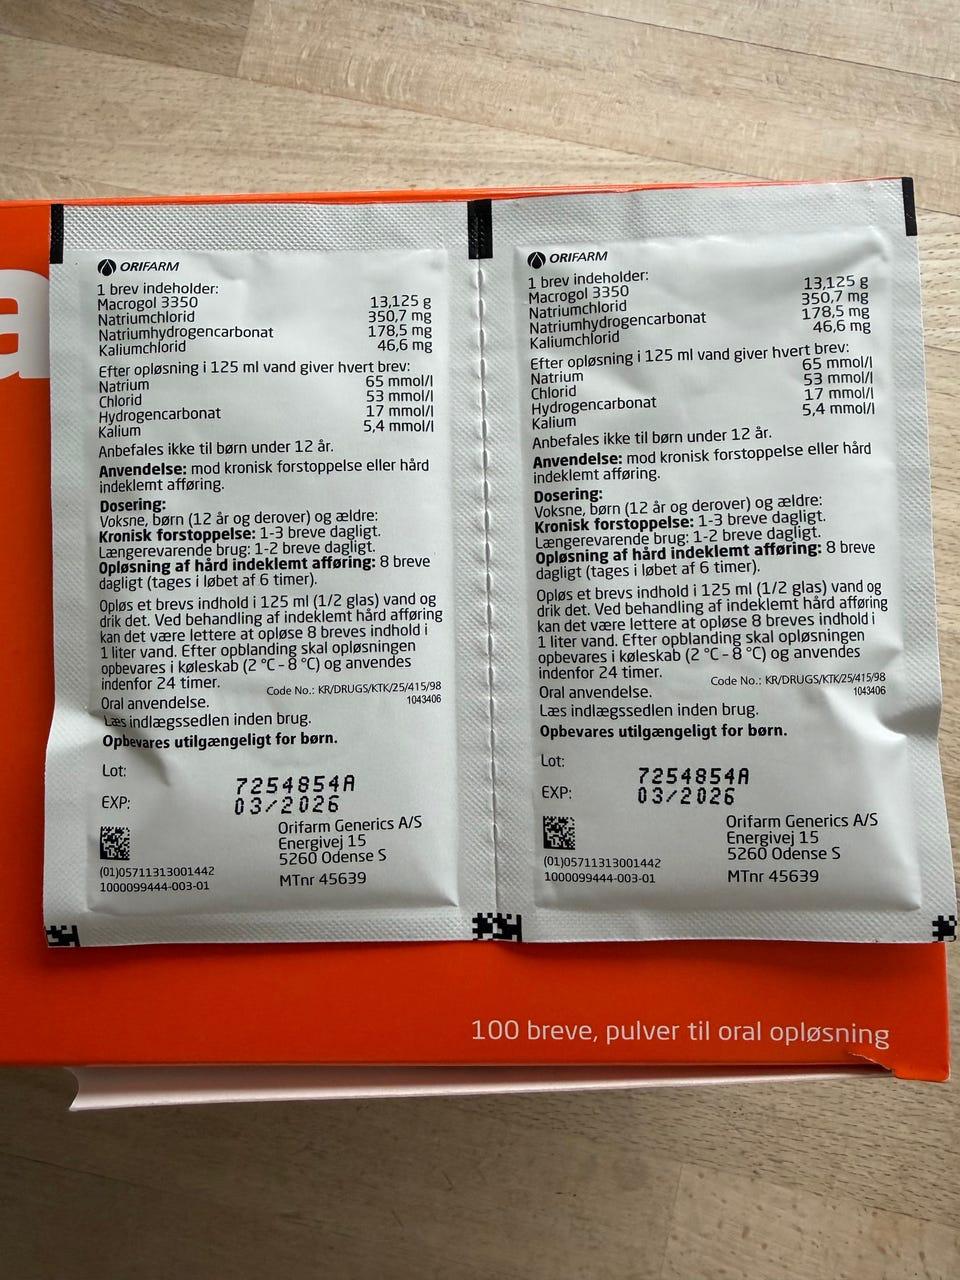 a
ORIFARM
1 brev indeholder:
Macrogol 3350 13,125 g
Natriumchlorid 350,7 mg
Natriumhydrogencarbonat 178,5 mg
Kaliumchlorid 46,6 mg
Efter opløsning i 125 ml vand giver hvert brev:
Natrium 65 mmol/l
Chlorid 53 mmol/l
Hydrogencarbonat 17 mmol/l
Kalium 5,4 mmol/l
Anbefales ikke til børn under 12 år.
Anvendelse: mod kronisk forstoppelse eller hård
indeklemt afføring.
Dosering:
Voksne, børn (12 år og derover) og ældre:
Kronisk forstoppelse: 1-3 breve dagligt.
Længerevarende brug: 1-2 breve dagligt.
Opløsning af hård indeklemt afføring: 8 breve
dagligt (tages i løbet af 6 timer).
Opløs et brevs indhold i 125 ml (1/2 glas) vand og
drik det. Ved behandling af indeklemt hård afføring
kan det være lettere at opløse 8 breves indhold i
1 liter vand. Efter opblanding skal opløsningen
opbevares i køleskab (2 °C – 8 °C) og anvendes
indenfor 24 timer.
Code No.: KR/DRUGS/KTK/25/415/98
Oral anvendelse. 1043406
Læs indlægssedlen inden brug.
Opbevares utilgængeligt for børn.
Lot: 7254854A
EXP: 03/2026
Orifarm Generics A/S
Energivej 15
5260 Odense S
(01)05711313001442
1000099444-003-01
MTnr 45639
ORIFARM
1 brev indeholder:
Macrogol 3350 13,125 g
Natriumchlorid 350,7 mg
Natriumhydrogencarbonat 178,5 mg
Kaliumchlorid 46,6 mg
Efter opløsning i 125 ml vand giver hvert brev:
Natrium 65 mmol/l
Chlorid 53 mmol/l
Hydrogencarbonat 17 mmol/l
Kalium 5,4 mmol/l
Anbefales ikke til børn under 12 år.
Anvendelse: mod kronisk forstoppelse eller hård
indeklemt afføring.
Dosering:
Voksne, børn (12 år og derover) og ældre:
Kronisk forstoppelse: 1-3 breve dagligt.
Længerevarende brug: 1-2 breve dagligt.
Opløsning af hård indeklemt afføring: 8 breve
dagligt (tages i løbet af 6 timer).
Opløs et brevs indhold i 125 ml (1/2 glas) vand og
drik det. Ved behandling af indeklemt hård afføring
kan det være lettere at opløse 8 breves indhold i
1 liter vand. Efter opblanding skal opløsningen
opbevares i køleskab (2 °C – 8 °C) og anvendes
indenfor 24 timer.
Code No.: KR/DRUGS/KTK/25/415/98
Oral anvendelse. 1043406
Læs indlægssedlen inden brug.
Opbevares utilgængeligt for børn.
Lot: 7254854A
EXP: 03/2026
Orifarm Generics A/S
Energivej 15
5260 Odense S
(01)05711313001442
1000099444-003-01
MTnr 45639
100 breve, pulver til oral opløsning